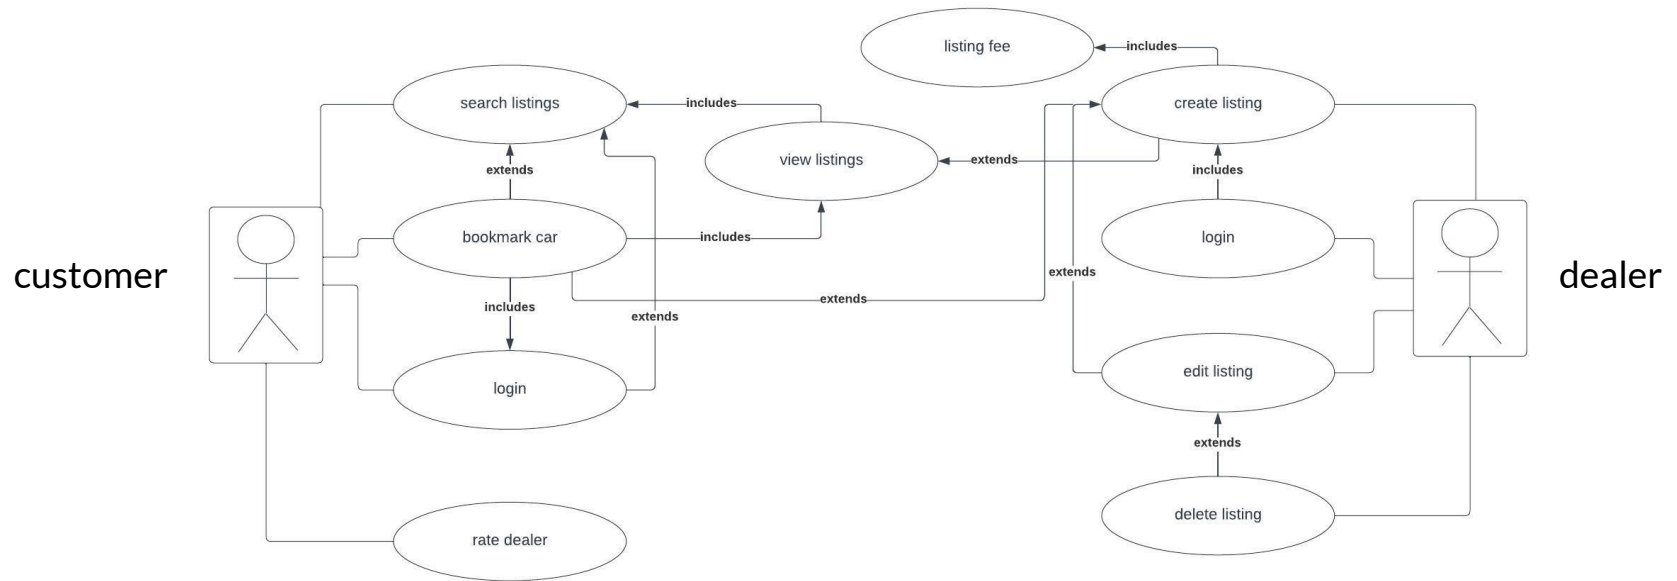 listing fee
includes
search listings
includes
create listing
view listings
extends
extends
includes
bookmark car
includes
login
customer
extends
dealer
extends
includes
extends
edit listing
login
extends
delete listing
rate dealer